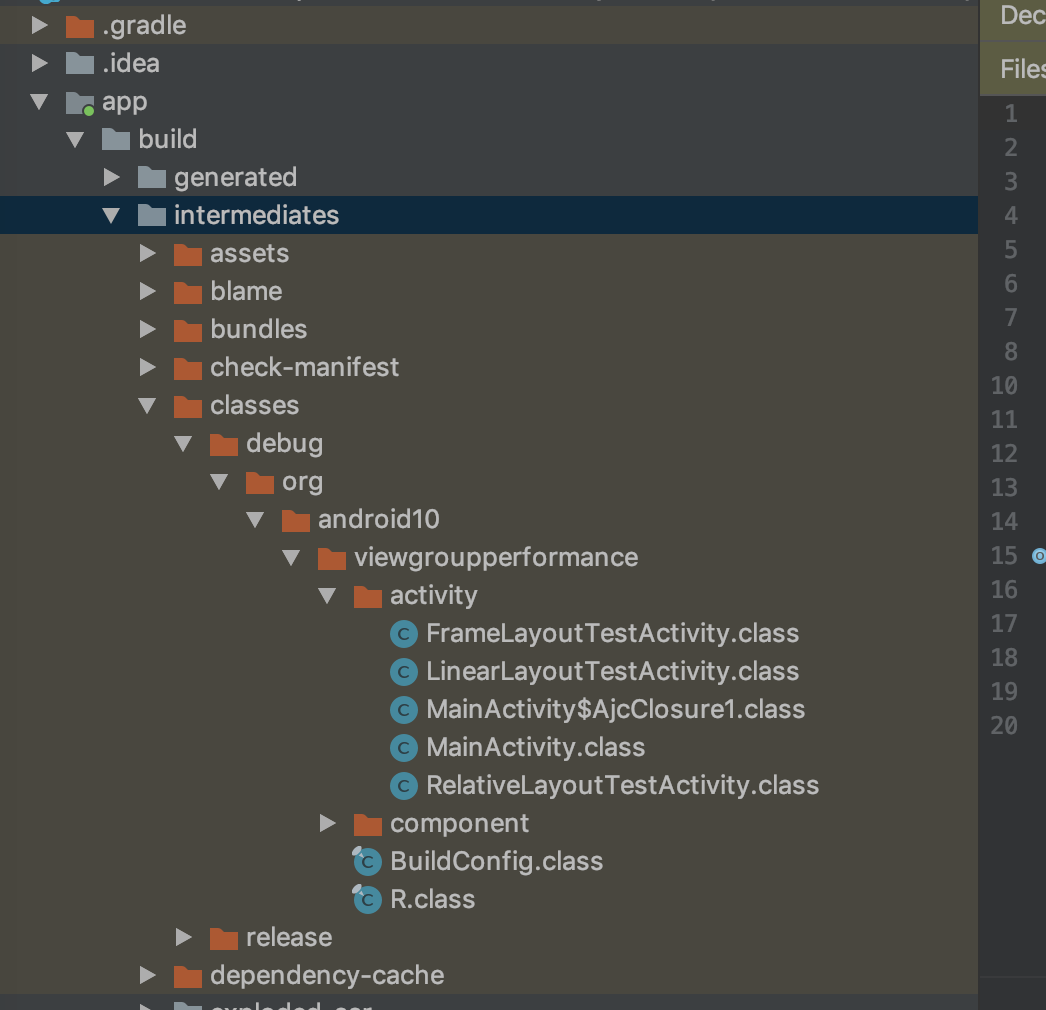 .gradle
.idea
app
build
generated
intermediates
assets
blame
bundles
check-manifest
classes
debug
org
android10
viewgroupperformance
activity
FrameLayoutTestActivity.class
LinearLayoutTestActivity.class
MainActivity$AjcClosure1.class
MainActivity.class
RelativeLayoutTestActivity.class
component
BuildConfig.class
R.class
release
dependency-cache
Dec
Files
1
2
3
4
5
6
7
8
10
11
12
13
14
15
16
17
18
19
20